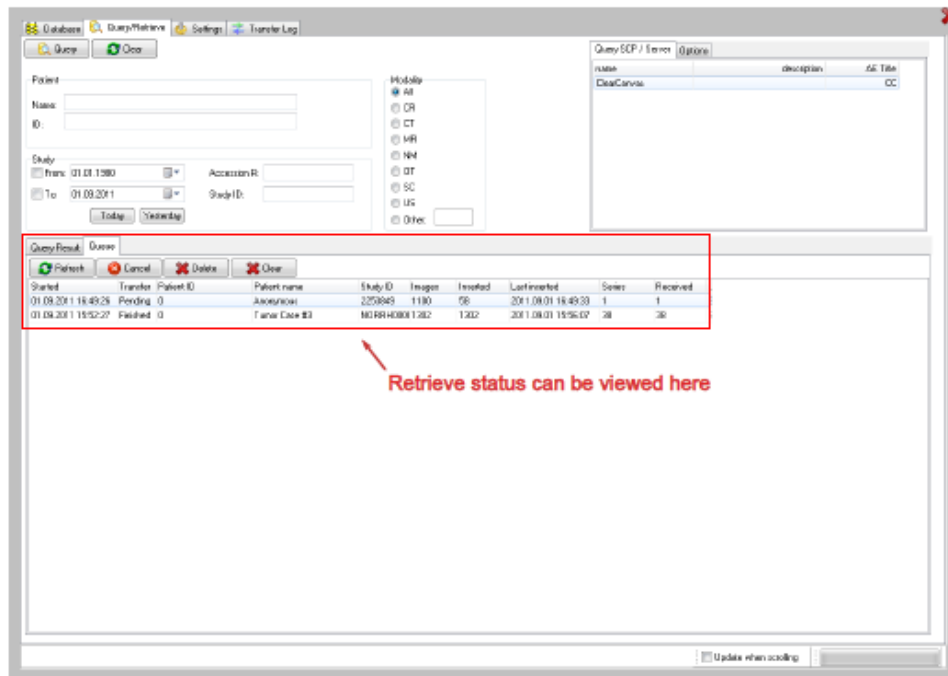 Database Query/Retrieve Settings Transfer Log
Query Clear
Query SCP / Server Options
name description AE Title
ClearCanvas CC
Patient
Name:
ID:
Modality
All
CR
CT
MR
NM
OT
SC
US
Other:
Study
From: 01.01.1980 Accession #:
To: 01.09.2011 Study ID:
Today Yesterday
Query Result Queue
Refresh Cancel Delete Clear
Started Transfer Patient ID Patient name Study ID Images Inserted Last inserted Series Received
01.09.2011 16:49:26 Pending 0 Anonymous 2253849 1180 58 2011.09.01 16:49:33 1 1
01.09.2011 15:52:27 Finished 0 Tumor Case #3 1302 1302 2011.09.01 15:56:07 38 38
Retrieve status can be viewed here
Update when scrolling